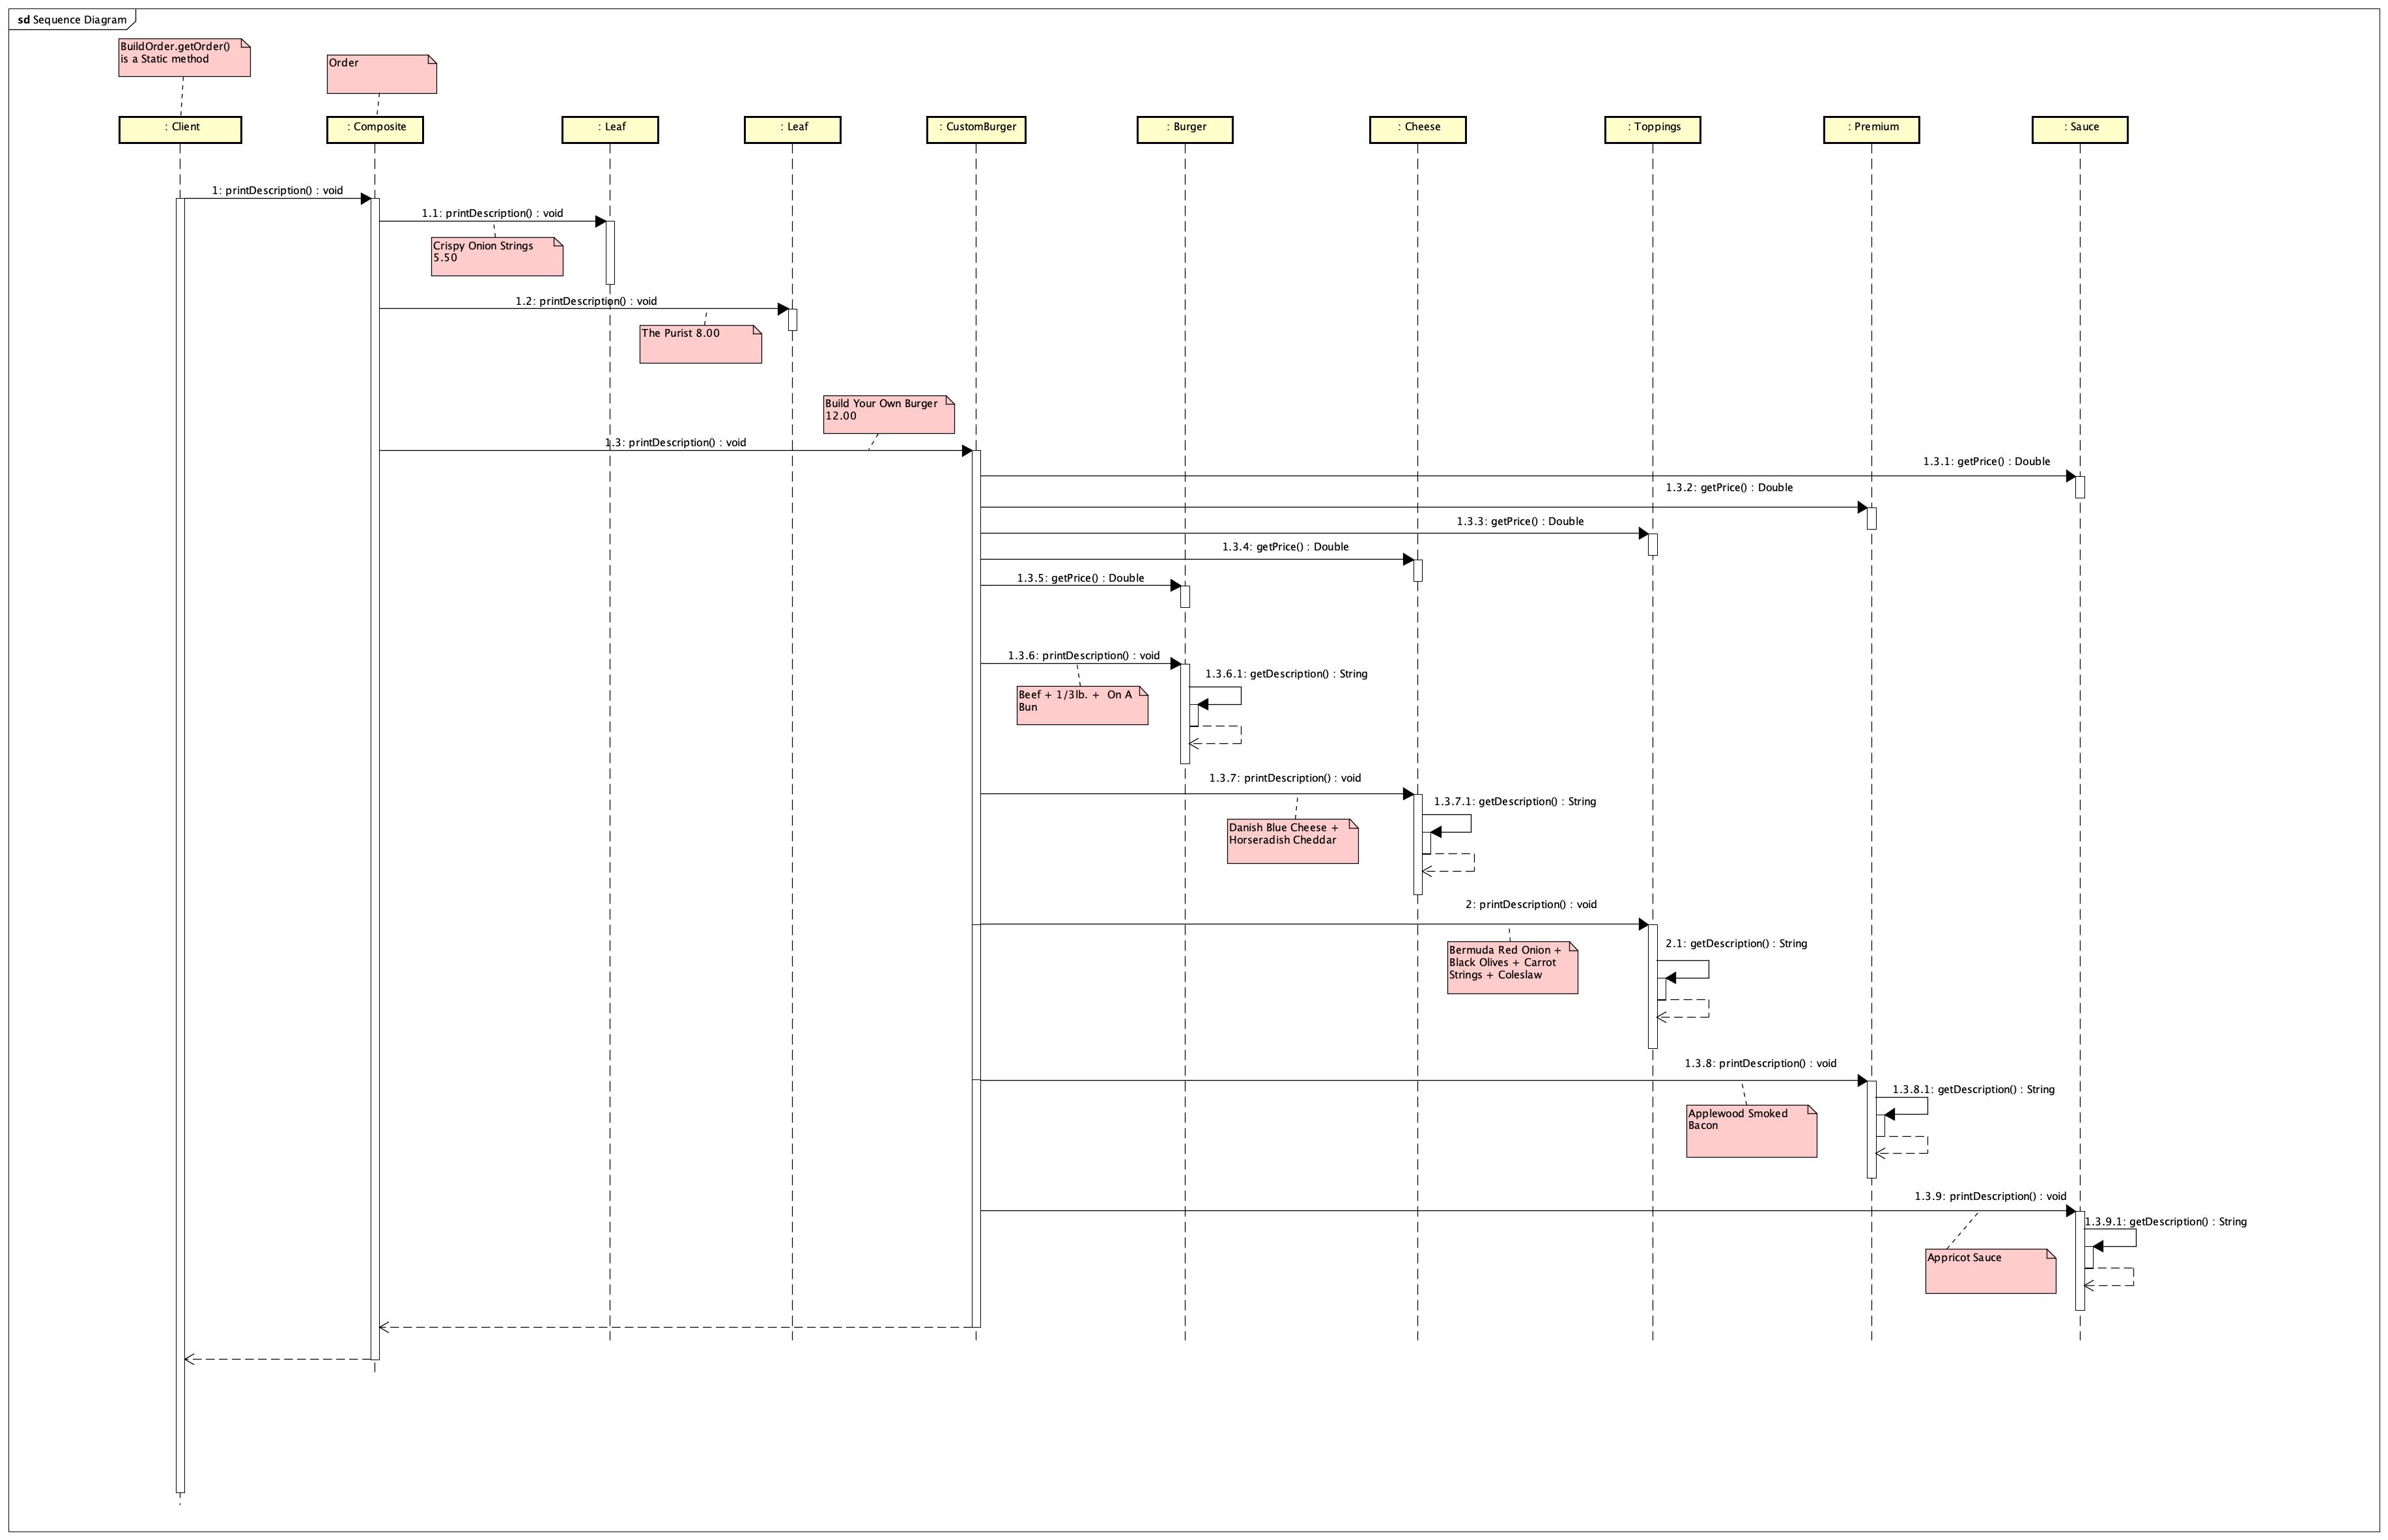 sd Sequence Diagram
BuildOrder.getOrder()
is a Static method
Order
: Client
: Composite
: Leaf
: Leaf
: CustomBurger
: Burger
: Cheese
: Toppings
: Premium
: Sauce
1: printDescription() : void
1.1: printDescription() : void
Crispy Onion Strings
5.50
1.2: printDescription() : void
The Purist 8.00
Build Your Own Burger
12.00
1.3: printDescription() : void
1.3.1: getPrice() : Double
1.3.2: getPrice() : Double
1.3.3: getPrice() : Double
1.3.4: getPrice() : Double
1.3.5: getPrice() : Double
1.3.6: printDescription() : void
1.3.6.1: getDescription() : String
Beef + 1/3lb. +  On A
Bun
1.3.7: printDescription() : void
1.3.7.1: getDescription() : String
Danish Blue Cheese +
Horseradish Cheddar
2: printDescription() : void
2.1: getDescription() : String
Bermuda Red Onion +
Black Olives + Carrot
Strings + Coleslaw
1.3.8: printDescription() : void
1.3.8.1: getDescription() : String
Applewood Smoked
Bacon
1.3.9: printDescription() : void
1.3.9.1: getDescription() : String
Appricot Sauce